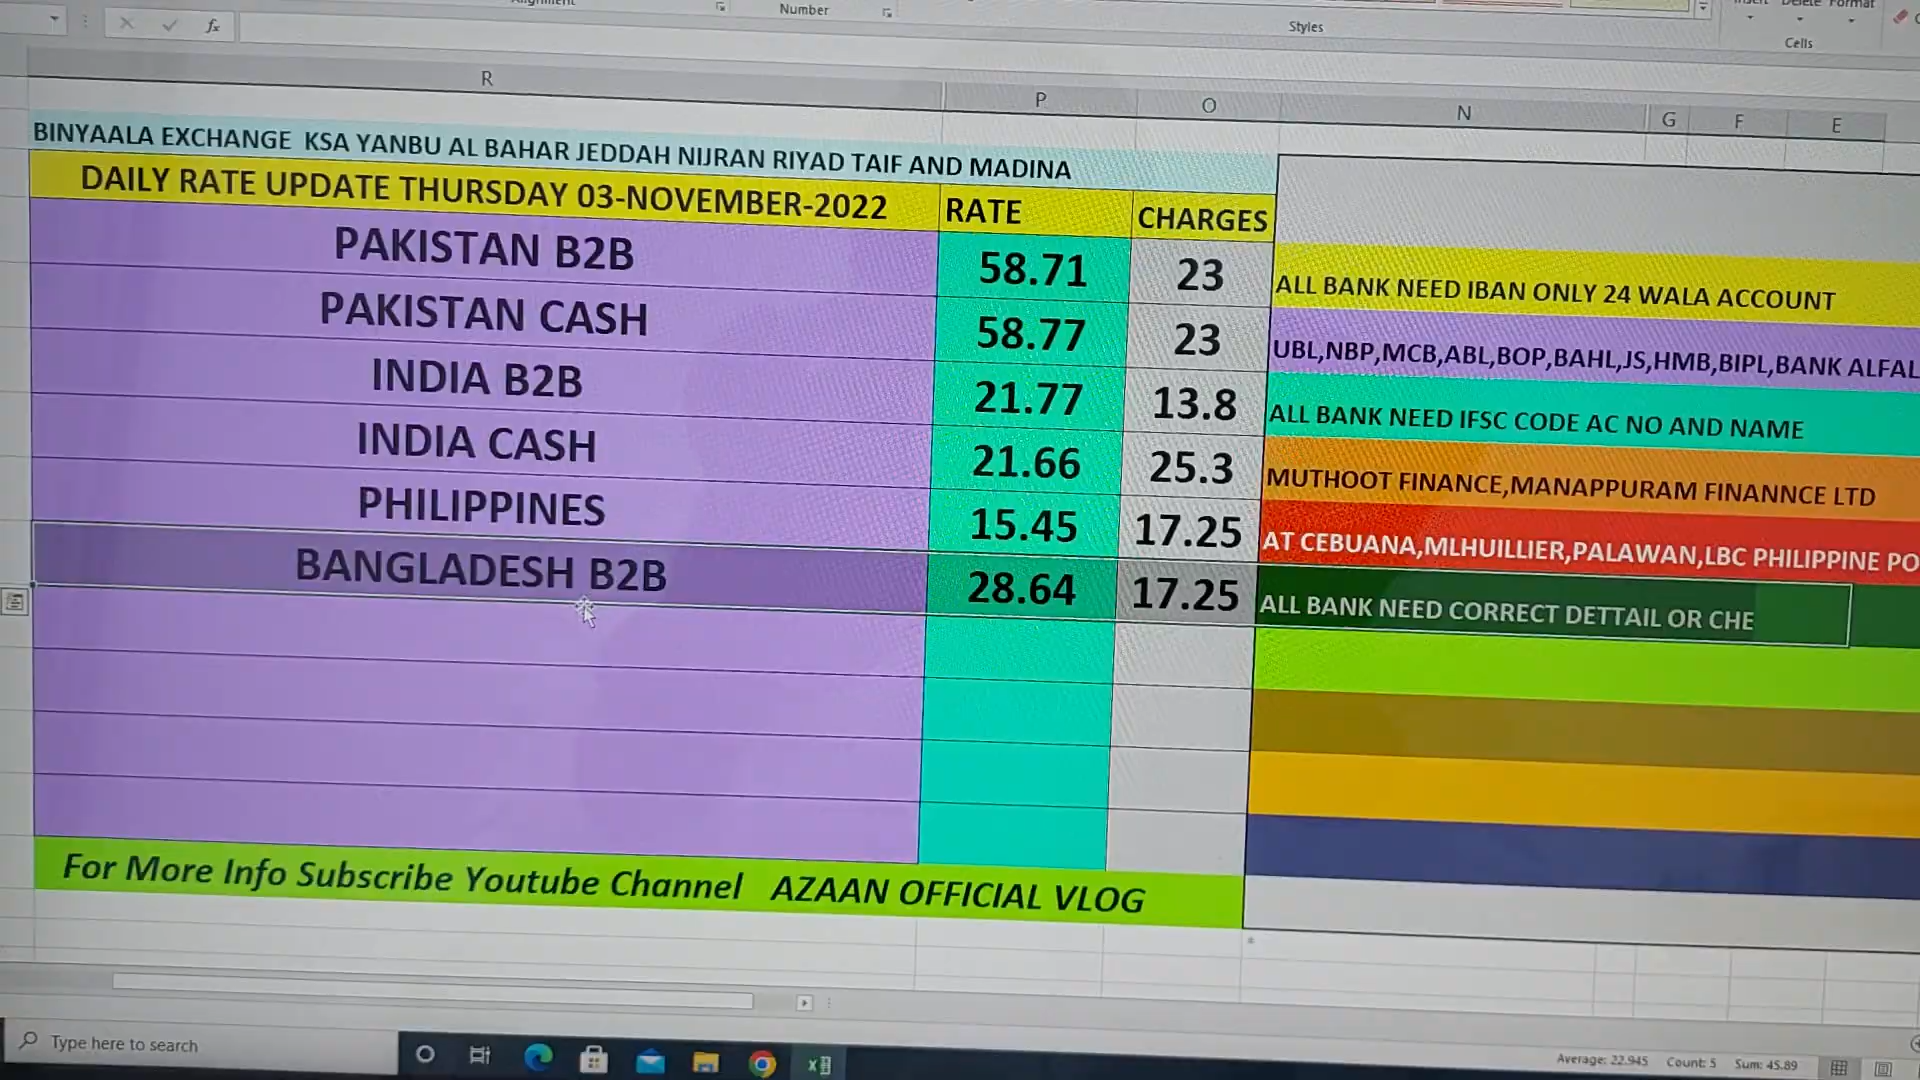 Number
Styles
Format
Cells
fx
R P O N G F E
BINYAALA EXCHANGE KSA YANBU AL BAHAR JEDDAH NIJRAN RIYAD TAIF AND MADINA
DAILY RATE UPDATE THURSDAY 03-NOVEMBER-2022 RATE CHARGES
PAKISTAN B2B 58.71 23 ALL BANK NEED IBAN ONLY 24 WALA ACCOUNT
PAKISTAN CASH 58.77 23 UBL,NBP,MCB,ABL,BOP,BAHL,JS,HMB,BIPL,BANK ALFAL
INDIA B2B 21.77 13.8 ALL BANK NEED IFSC CODE AC NO AND NAME
INDIA CASH 21.66 25.3 MUTHOOT FINANCE,MANAPPURAM FINANNCE LTD
PHILIPPINES 15.45 17.25 AT CEBUANA,MLHUILLIER,PALAWAN,LBC PHILIPPINE PO
BANGLADESH B2B 28.64 17.25 ALL BANK NEED CORRECT DETTAIL OR CHE
For More Info Subscribe Youtube Channel AZAAN OFFICIAL VLOG
Type here to search
Average: 22.945 Count: 5 Sum: 45.89